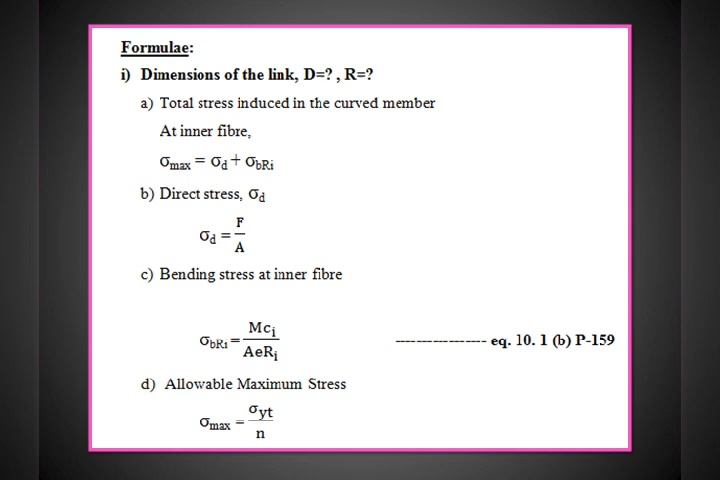 Formulae:
i) Dimensions of the link, D=? , R=?
a) Total stress induced in the curved member
At inner fibre,
σmax = σd + σbRi
b) Direct stress, σd
σd = F/A
c) Bending stress at inner fibre
σbRi = Mci/AeRi ----------------- eq. 10. 1 (b) P-159
d) Allowable Maximum Stress
σmax = σyt/n